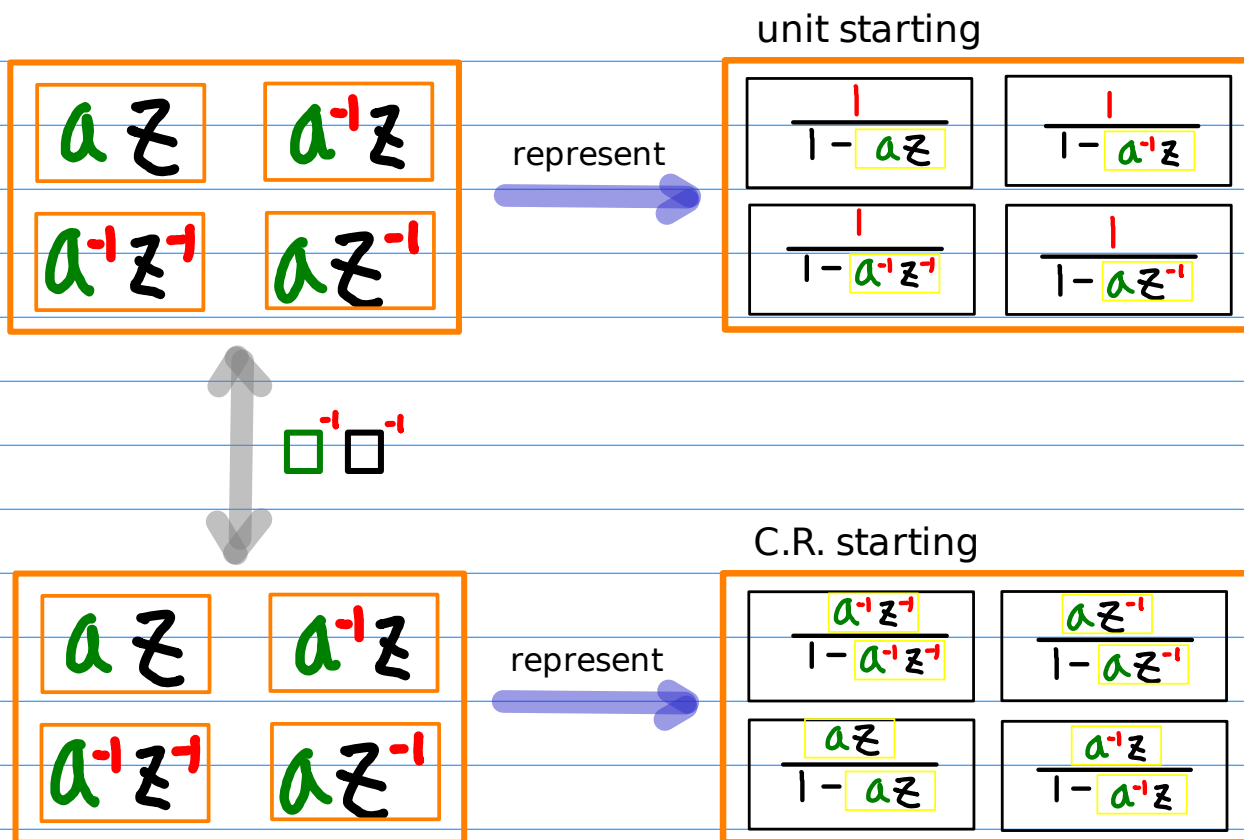 unit starting
a z a⁻¹ z
represent
1 / (1 - a z) 1 / (1 - a⁻¹ z)
a⁻¹ z⁻¹ a z⁻¹
1 / (1 - a⁻¹ z⁻¹) 1 / (1 - a z⁻¹)
□⁻¹ □⁻¹
C.R. starting
a z a⁻¹ z
represent
a⁻¹ z⁻¹ / (1 - a⁻¹ z⁻¹) a z⁻¹ / (1 - a z⁻¹)
a⁻¹ z⁻¹ a z⁻¹
a z / (1 - a z) a⁻¹ z / (1 - a⁻¹ z)